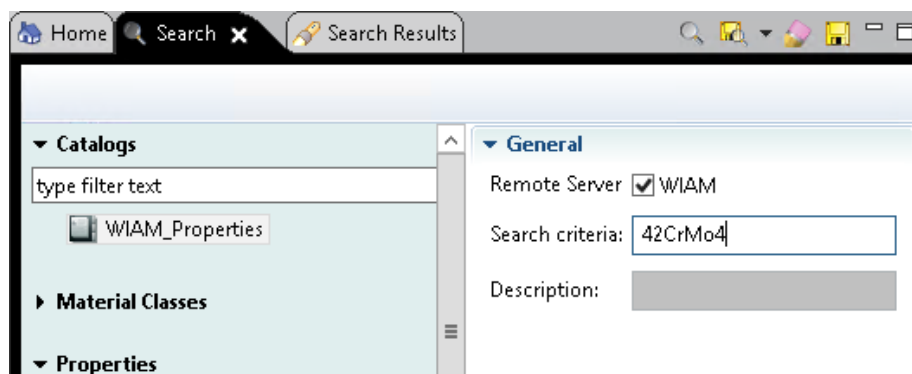 Home Search Search Results
Catalogs
type filter text
WIAM_Properties
Material Classes
Properties
General
Remote Server WIAM
Search criteria: 42CrMo4
Description: